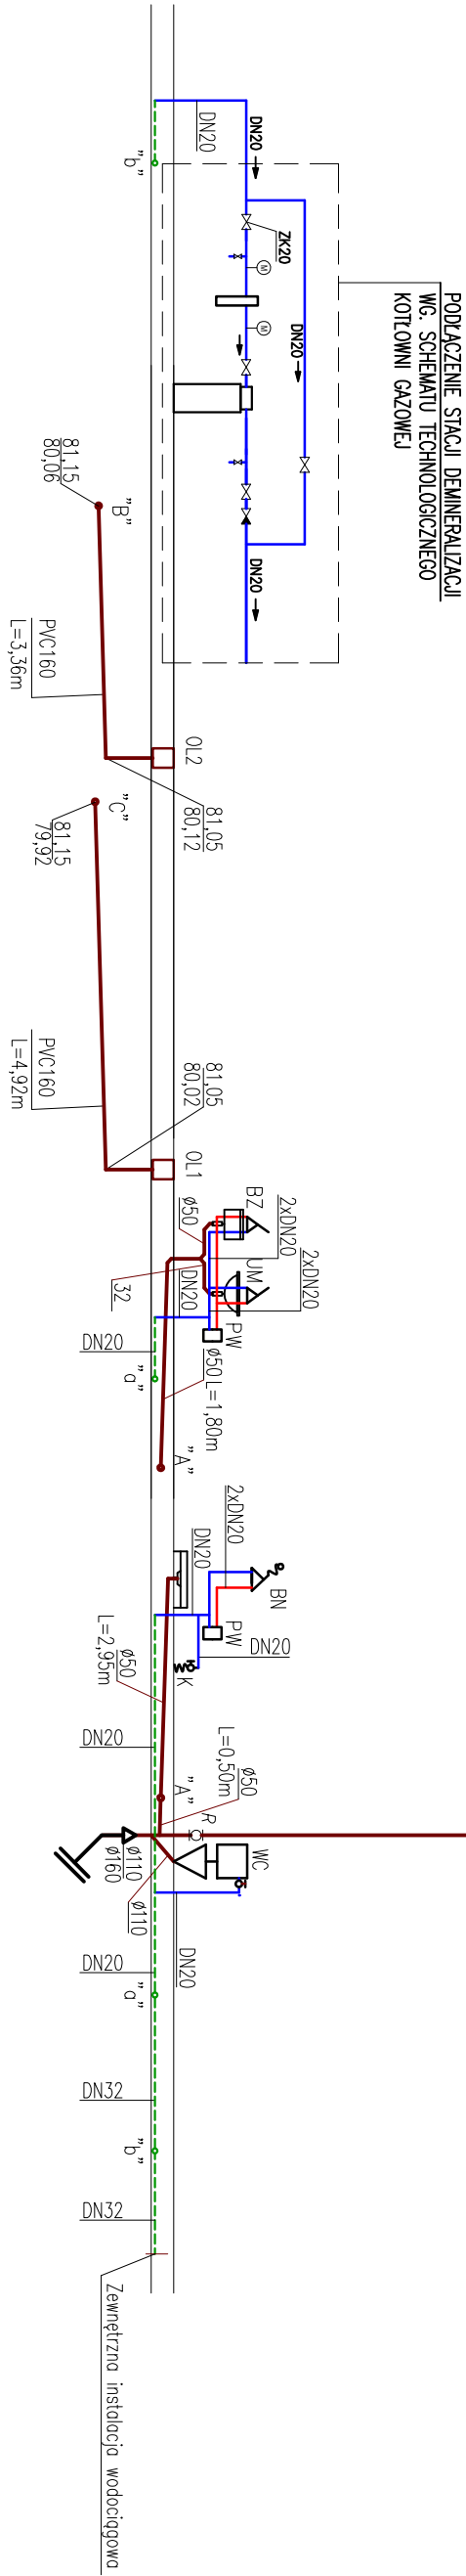 PODŁĄCZENIE STACJI DEMINERALIZACJI
WG. SCHEMATU TECHNOLOGICZNEGO
KOTŁOWNI GAZOWEJ
DN20
DN20
"b"
ZK20
M
M
DN20
DN20
81,15
80,06
"B"
PVC160
L=3,36m
OL2
81,05
80,12
"C"
81,15
79,92
PVC160
L=4,92m
81,05
80,02
OL1
BZ
2xDN20
ø50
UM
2xDN20
32
DN20
PW
DN20
"a"
ø50 L=1,80m
"A"
2xDN20
DN20
BN
PW
DN20
K
ø50
L=2,95m
DN20
"A"
ø50
L=0,50m
R
WC
ø110
ø160
ø110
DN20
DN20
"a"
DN32
"b"
DN32
Zewnętrzna instalacja wodociągowa